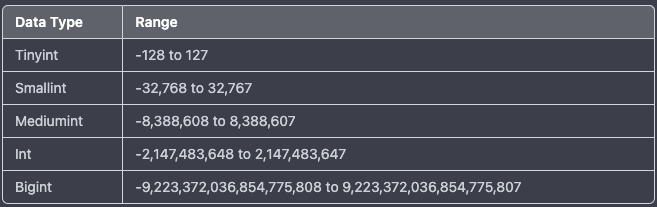 Data Type Range
Tinyint -128 to 127
Smallint -32,768 to 32,767
Mediumint -8,388,608 to 8,388,607
Int -2,147,483,648 to 2,147,483,647
Bigint -9,223,372,036,854,775,808 to 9,223,372,036,854,775,807